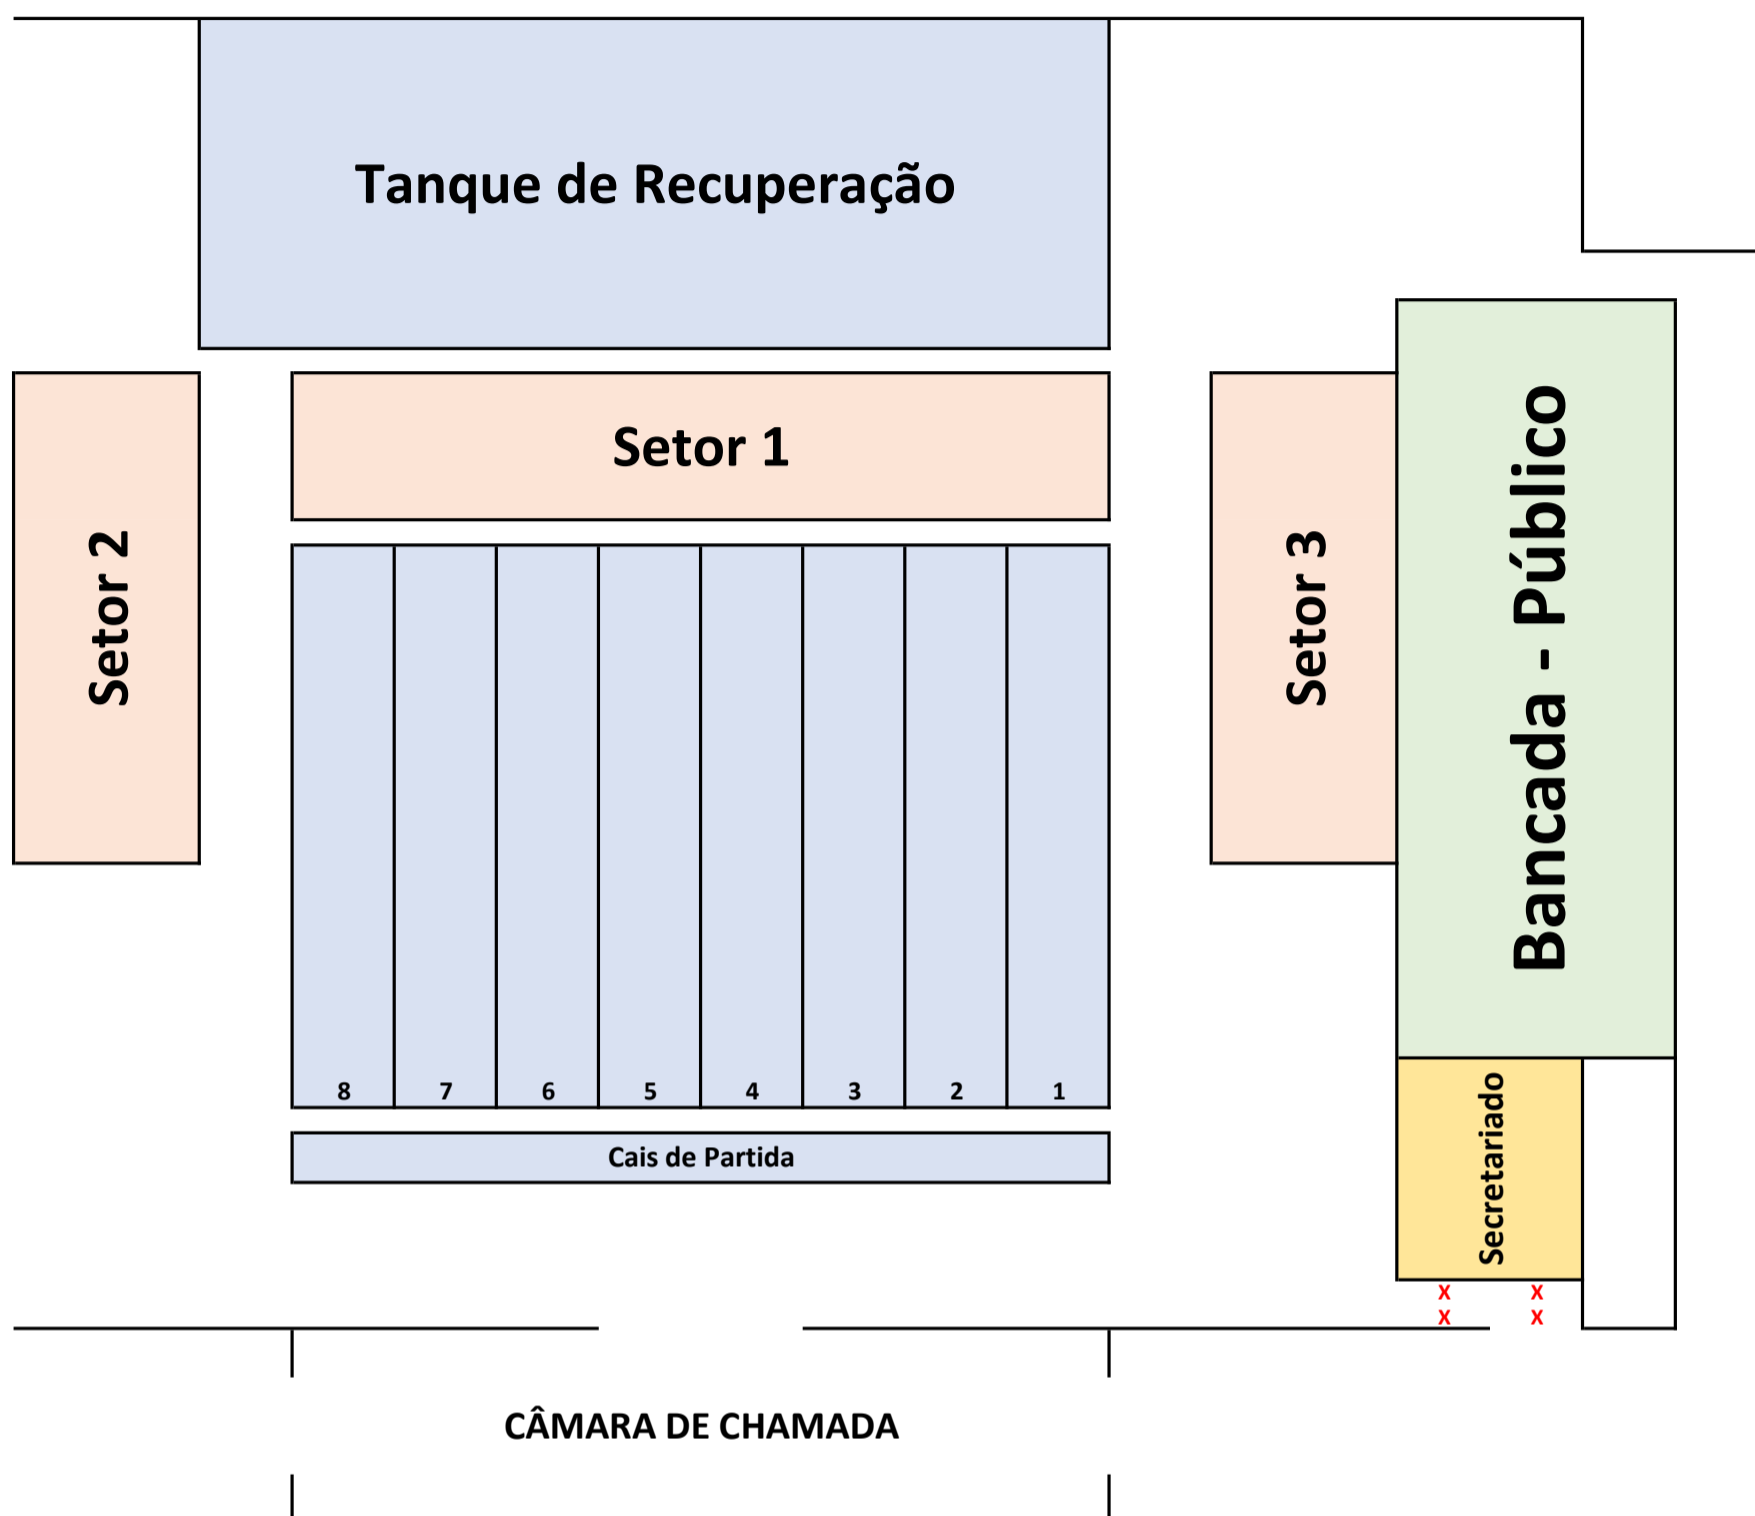 Tanque de Recuperação
Setor 1
Setor 2
Setor 3
Bancada - Público
8 7 6 5 4 3 2 1
Cais de Partida
Secretariado
x x
x x
CÂMARA DE CHAMADA